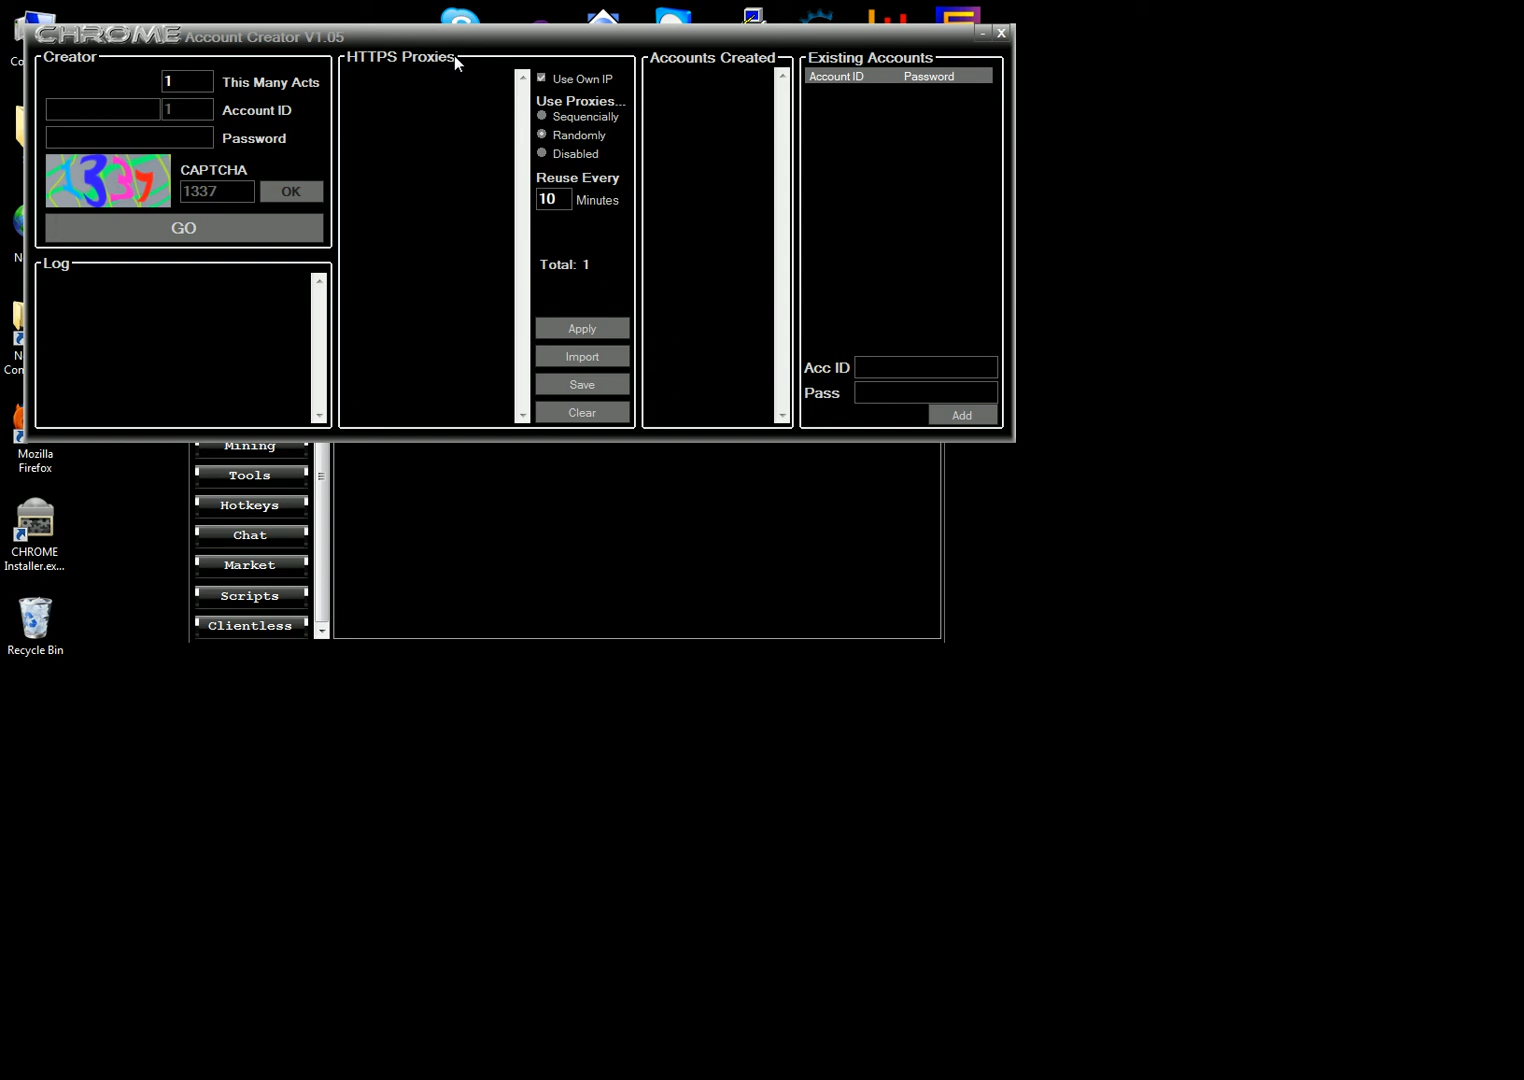 CHROME Account Creator V1.05
- X
Creator
1 This Many Acts
1 Account ID
Password
1337
CAPTCHA
1337 OK
GO
Log
HTTPS Proxies
Use Own IP
Use Proxies...
Sequencially
Randomly
Disabled
Reuse Every
10 Minutes
Total: 1
Apply
Import
Save
Clear
Accounts Created
Existing Accounts
Account ID Password
Acc ID
Pass
Add
Mining
Tools
Hotkeys
Chat
Market
Scripts
Clientless
Mozilla
Firefox
CHROME
Installer.ex...
Recycle Bin